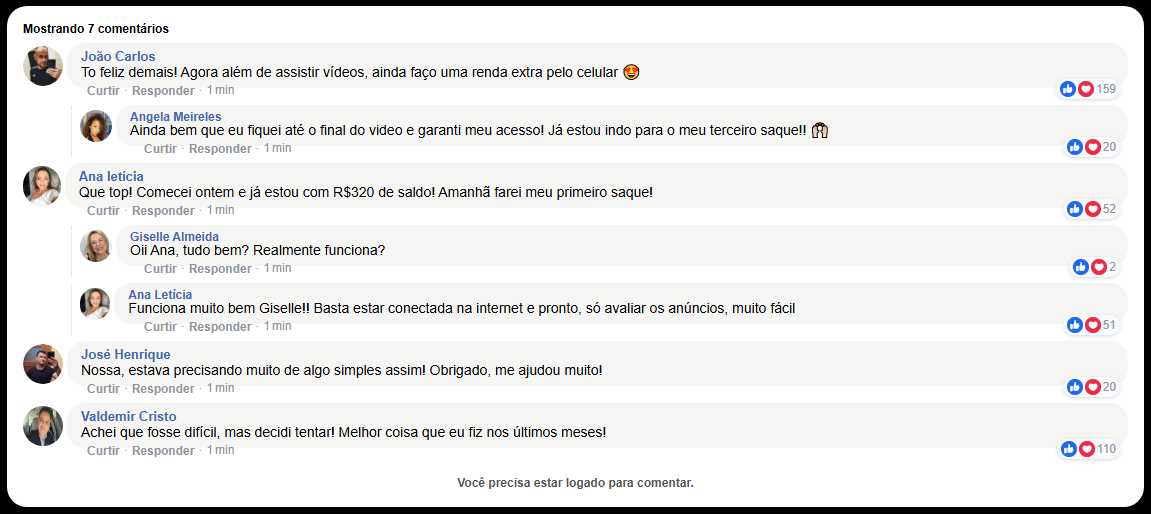 Mostrando 7 comentários
João Carlos
To feliz demais! Agora além de assistir vídeos, ainda faço uma renda extra pelo celular 🤩
Curtir · Responder · 1 min
159
Angela Meireles
Ainda bem que eu fiquei até o final do video e garanti meu acesso! Já estou indo para o meu terceiro saque!! 🙌
Curtir · Responder · 1 min
20
Ana letícia
Que top! Comecei ontem e já estou com R$320 de saldo! Amanhã farei meu primeiro saque!
Curtir · Responder · 1 min
52
Giselle Almeida
Oii Ana, tudo bem? Realmente funciona?
Curtir · Responder · 1 min
2
Ana Letícia
Funciona muito bem Giselle!! Basta estar conectada na internet e pronto, só avaliar os anúncios, muito fácil
Curtir · Responder · 1 min
51
José Henrique
Nossa, estava precisando muito de algo simples assim! Obrigado, me ajudou muito!
Curtir · Responder · 1 min
20
Valdemir Cristo
Achei que fosse difícil, mas decidi tentar! Melhor coisa que eu fiz nos últimos meses!
Curtir · Responder · 1 min
110
Você precisa estar logado para comentar.